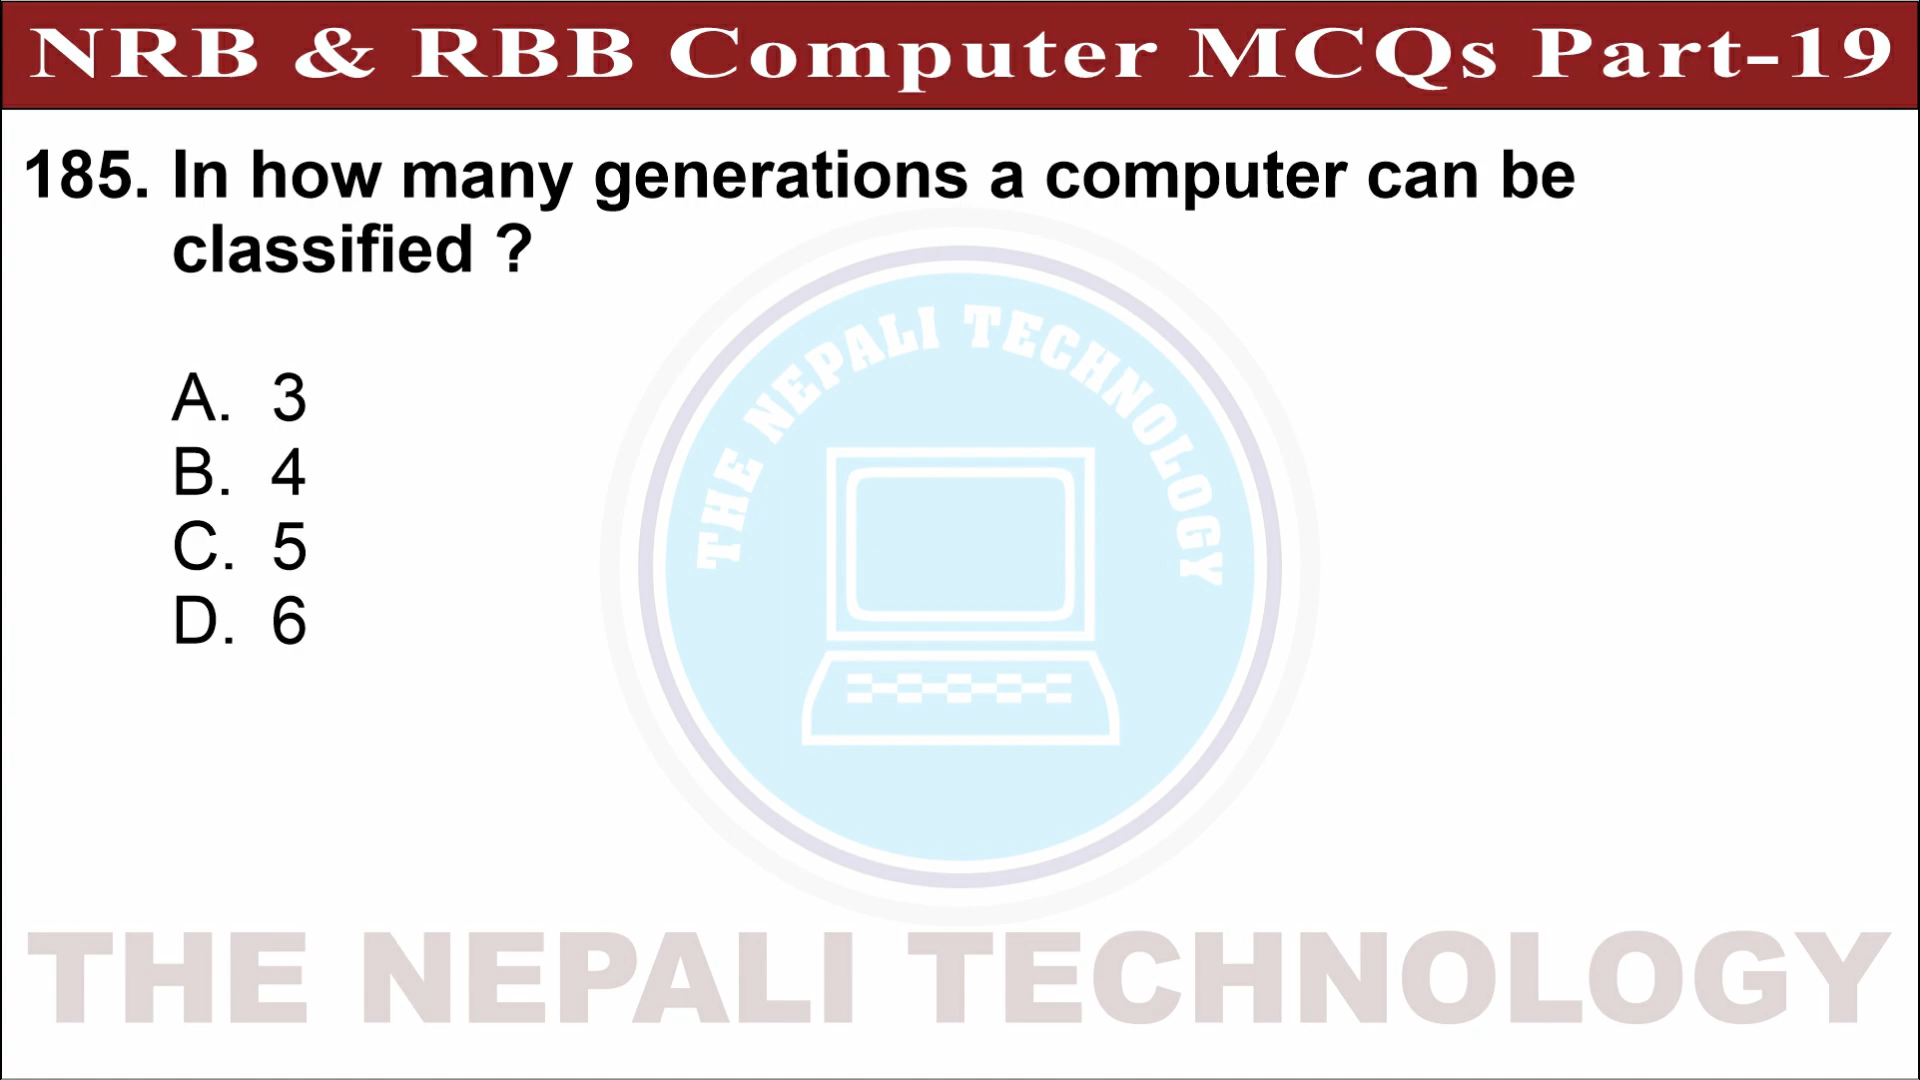 NRB & RBB Computer MCQs Part-19
185. In how many generations a computer can be
classified ?
THE NEPALI TECHNOLOGY
A. 3
B. 4
C. 5
D. 6
THE NEPALI TECHNOLOGY